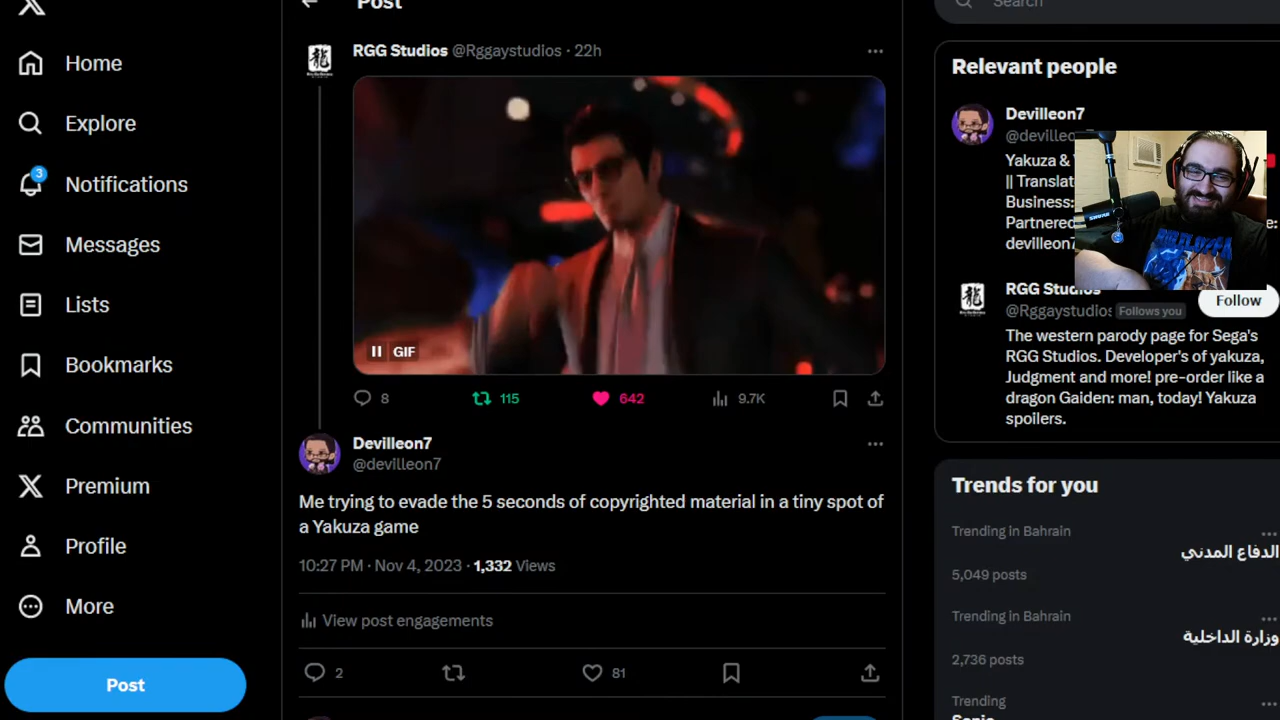 Post
Search
Home
Explore
3
Notifications
Messages
Lists
Bookmarks
Communities
Premium
Profile
More
Post
RGG Studios @Rggaystudios · 22h
GIF
8
115
642
9.7K
Devilleon7
@devilleon7
Me trying to evade the 5 seconds of copyrighted material in a tiny spot of
a Yakuza game
10:27 PM · Nov 4, 2023 · 1,332 Views
View post engagements
2
81
Relevant people
Devilleon7
Yakuza &
Business:
Partnered
devilleon7
SHURE
RGG Studios
@Rggaystudios Follows you
Follow
The western parody page for Sega's
RGG Studios. Developer's of yakuza,
Judgment and more! pre-order like a
dragon Gaiden: man, today! Yakuza
spoilers.
Trends for you
Trending in Bahrain
الدفاع المدني
5,049 posts
Trending in Bahrain
وزارة الداخلية
2,736 posts
Trending